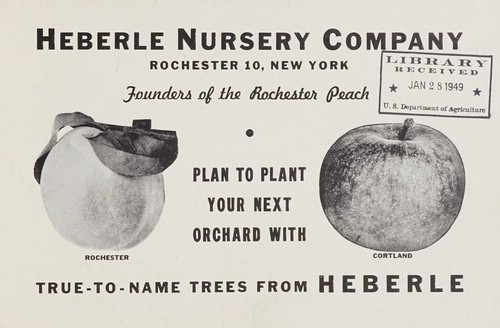 HEBERLE NURSERY COMPANY
ROCHESTER 10, NEW YORK
Founders of the Rochester Peach
LIBRARY
RECEIVED
★ JAN 28 1949 ★
U. S. Department of Agriculture
PLAN TO PLANT
YOUR NEXT
ORCHARD WITH
ROCHESTER
CORTLAND
TRUE-TO-NAME TREES FROM HEBERLE